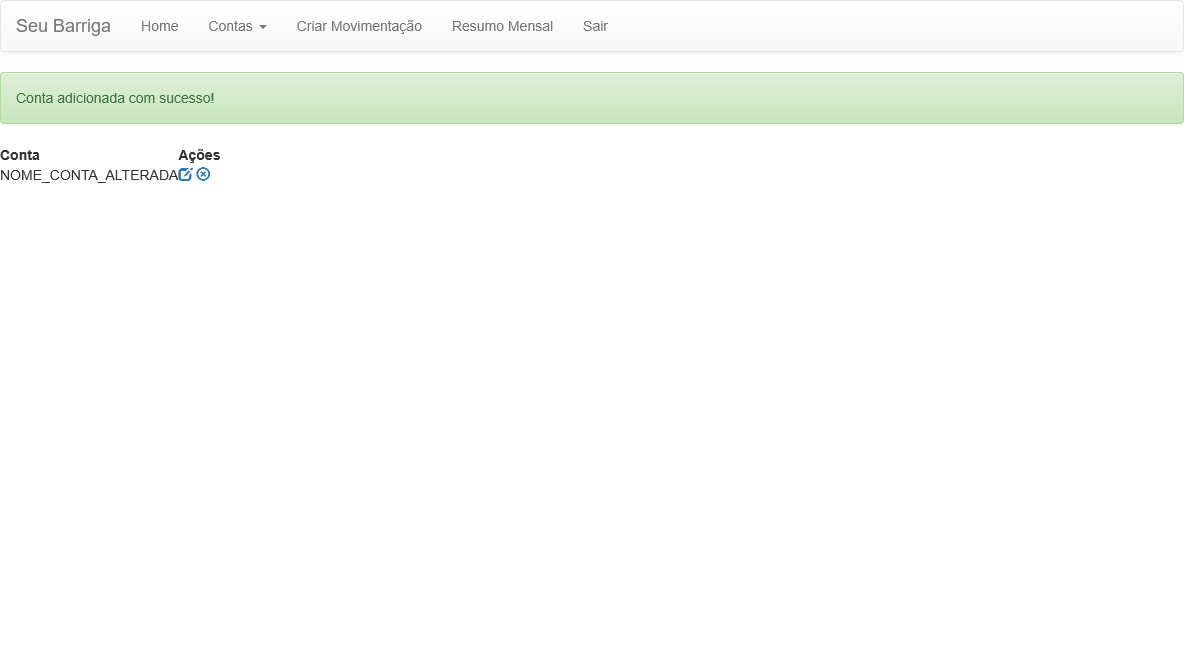 Seu Barriga Home Contas Criar Movimentação Resumo Mensal Sair
Conta adicionada com sucesso!
Conta Ações
NOME_CONTA_ALTERADA